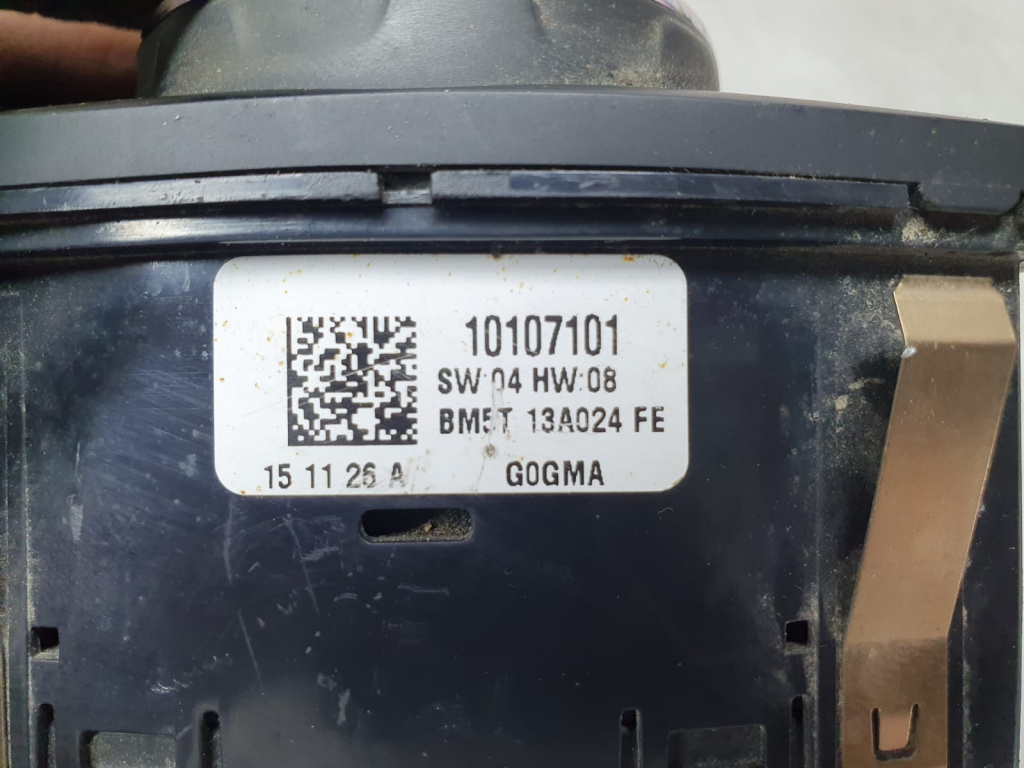 10107101
SW:04 HW:08
BM5T 13A024 FE
15 11 26 A
G0GMA